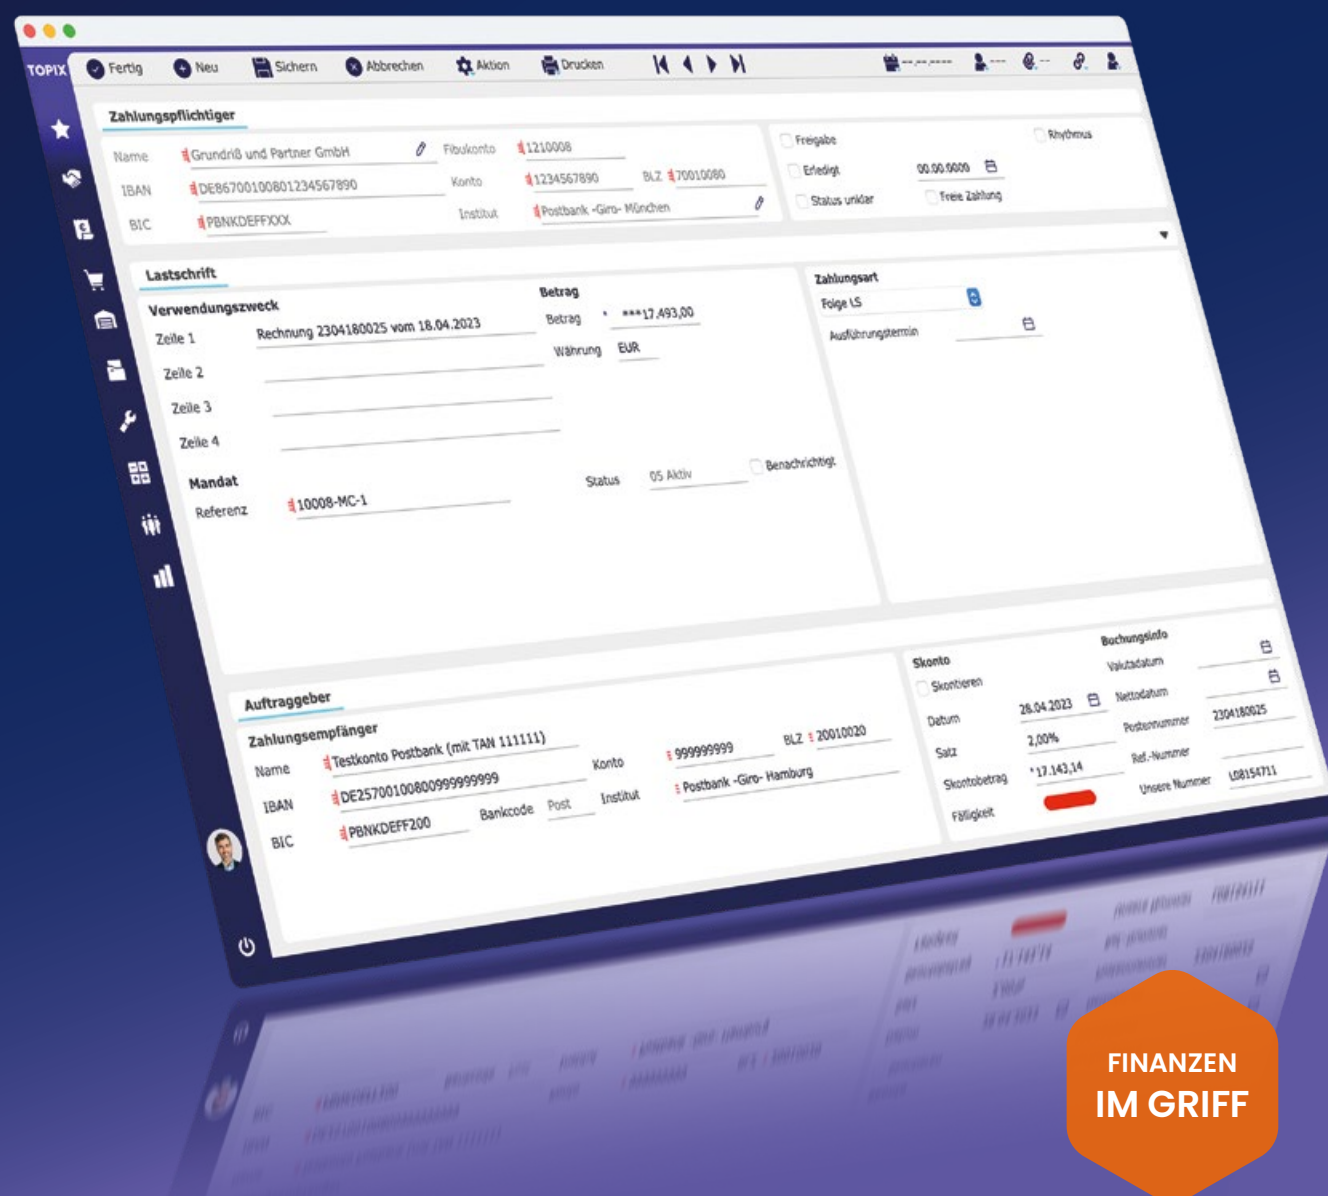 TOPIX Fertig Neu Sichern Abbrechen Aktion Drucken --.--.---- --- --
Zahlungspflichtiger
Name Grundriß und Partner GmbH Fibukonto 1210008
IBAN DE86700100801234567890 Konto 1234567890 BLZ 70010080
BIC PBNKDEFFXXX Institut Postbank -Giro- München
Freigabe Rhythmus
Erledigt 00.00.0000
Status unklar Freie Zahlung
Lastschrift
Verwendungszweck
Zeile 1 Rechnung 2304180025 vom 18.04.2023
Zeile 2
Zeile 3
Zeile 4
Betrag
Betrag * ***17.493,00
Währung EUR
Zahlungsart
Folge LS
Ausführungstermin
Mandat
Referenz 10008-MC-1
Status 05 Aktiv Benachrichtigt
Auftraggeber
Zahlungsempfänger
Name Testkonto Postbank (mit TAN 111111)
IBAN DE25700100800999999999 Konto 999999999 BLZ 20010020
BIC PBNKDEFF200 Bankcode Post Institut Postbank -Giro- Hamburg
Skonto
Skontieren
Datum 28.04.2023
Satz 2,00%
Skontobetrag *17.143,14
Fälligkeit
Buchungsinfo
Valutadatum
Nettodatum
Postennummer 2304180025
Ref.-Nummer
Unsere Nummer L08154711
FINANZEN
IM GRIFF